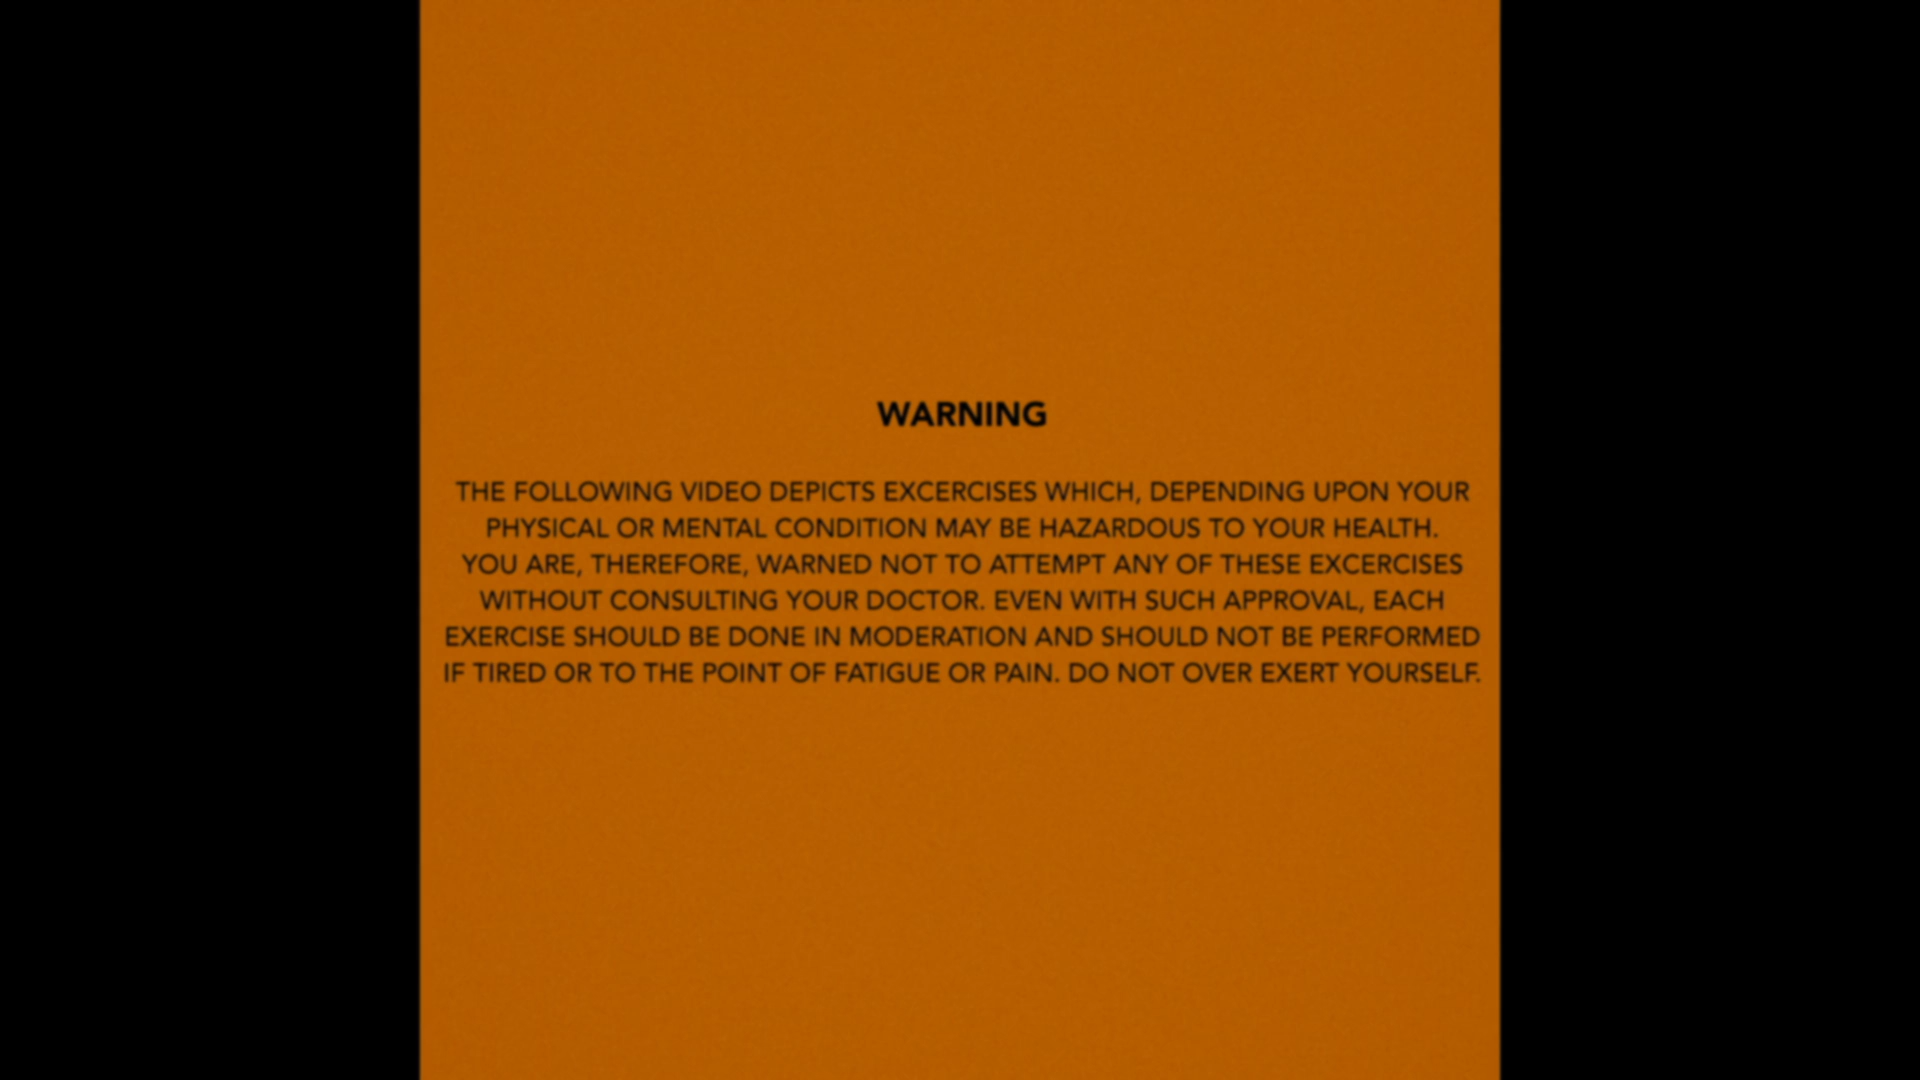 WARNING
THE FOLLOWING VIDEO DEPICTS EXCERCISES WHICH, DEPENDING UPON YOUR
PHYSICAL OR MENTAL CONDITION MAY BE HAZARDOUS TO YOUR HEALTH.
YOU ARE, THEREFORE, WARNED NOT TO ATTEMPT ANY OF THESE EXCERCISES
WITHOUT CONSULTING YOUR DOCTOR. EVEN WITH SUCH APPROVAL, EACH
EXERCISE SHOULD BE DONE IN MODERATION AND SHOULD NOT BE PERFORMED
IF TIRED OR TO THE POINT OF FATIGUE OR PAIN. DO NOT OVER EXERT YOURSELF.